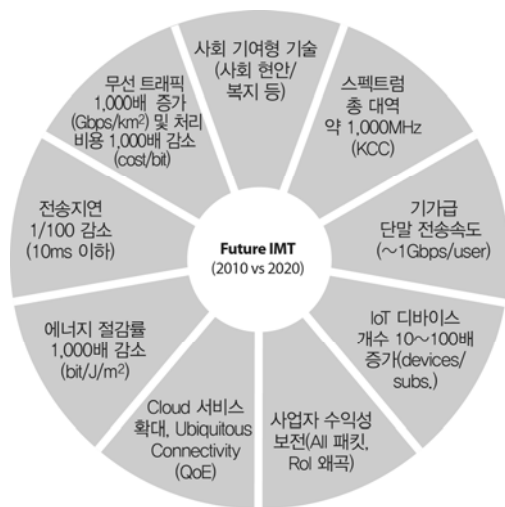 사회 기여형 기술
(사회 현안/
복지 등)
스펙트럼
총 대역
약 1,000MHz
(KCC)
기가급
단말 전송속도
(~1Gbps/user)
IoT 디바이스
개수 10~100배
증가(devices/
subs.)
사업자 수익성
보전(All 패킷,
RoI 왜곡)
Cloud 서비스
확대, Ubiquitous
Connectivity
(QoE)
에너지 절감률
1,000배 감소
(bit/J/m²)
전송지연
1/100 감소
(10ms 이하)
무선 트래픽
1,000배 증가
(Gbps/km²) 및 처리
비용 1,000배 감소
(cost/bit)
Future IMT
(2010 vs 2020)